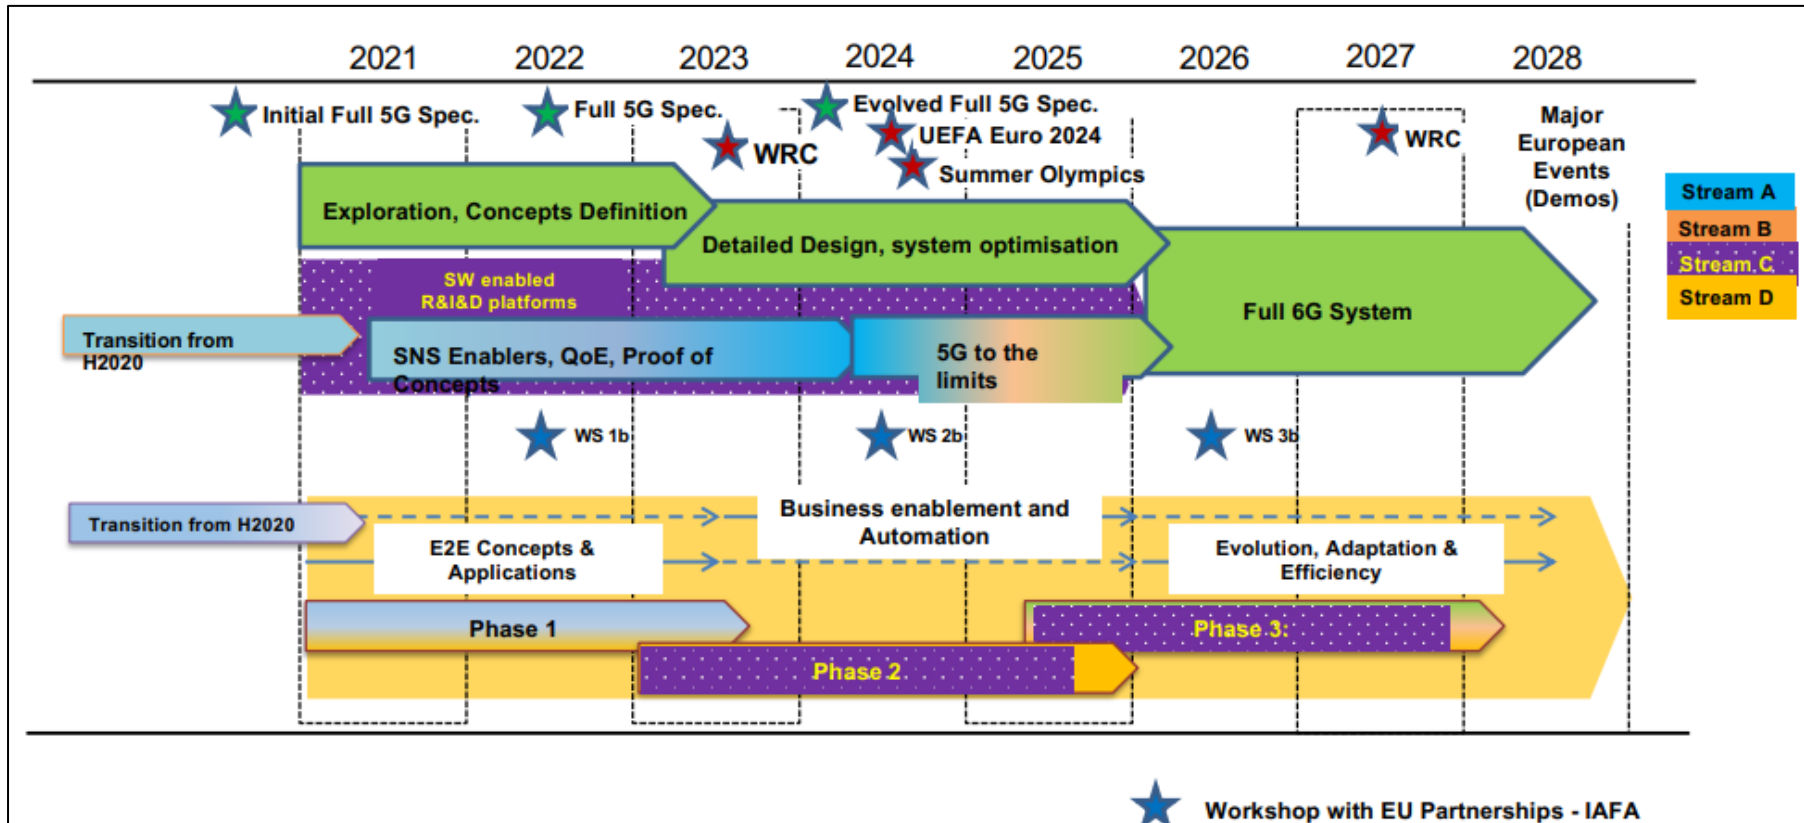 2021 2022 2023 2024 2025 2026 2027 2028
Initial Full 5G Spec.
Full 5G Spec.
WRC
Evolved Full 5G Spec.
UEFA Euro 2024
Summer Olympics
WRC
Major
European
Events
(Demos)
Stream A
Stream B
Stream C
Stream D
Exploration, Concepts Definition
Detailed Design, system optimisation
SW enabled
R&I&D platforms
Full 6G System
Transition from
H2020
SNS Enablers, QoE, Proof of
Concepts
5G to the
limits
WS 1b
WS 2b
WS 3b
Transition from H2020
Business enablement and
Automation
E2E Concepts &
Applications
Evolution, Adaptation &
Efficiency
Phase 1
Phase 3:
Phase 2
Workshop with EU Partnerships - IAFA